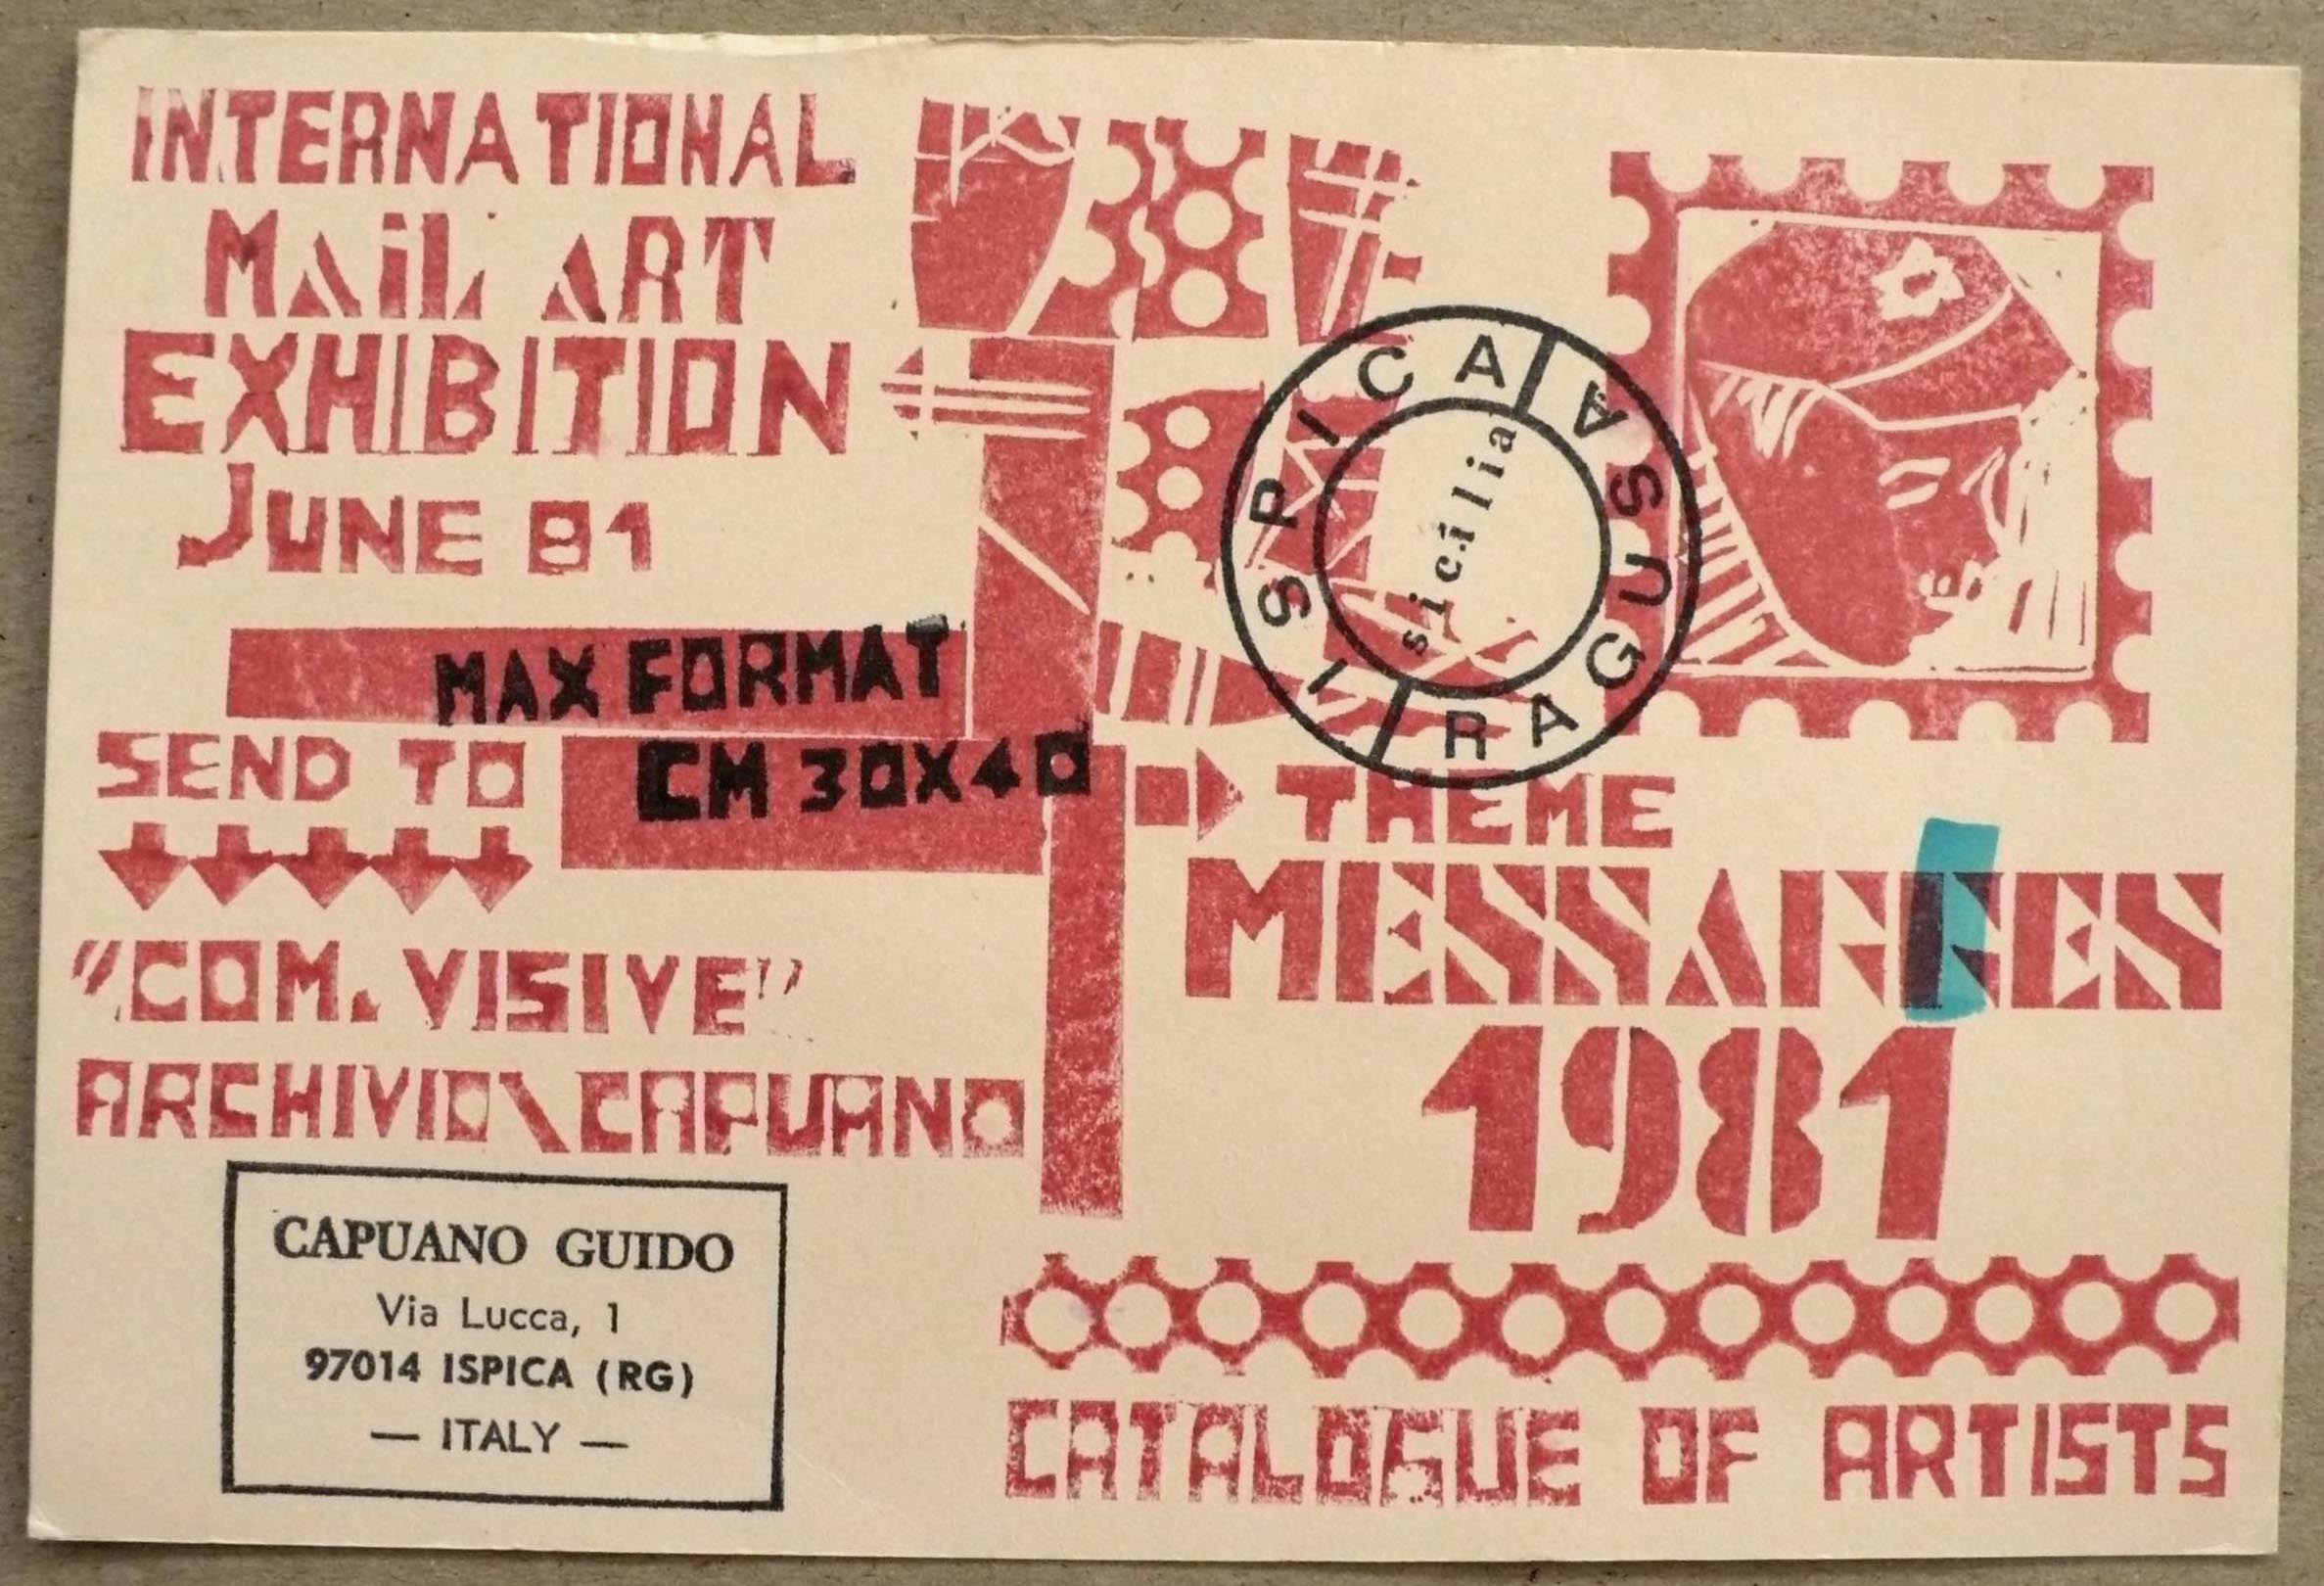 INTERNATIONAL
MAiL ART
EXHIBITION
JUNE 81
MAX FORMAT
CM 30X40
SEND TO
"COM. VISIVE"
ARCHIVIO\CAPUANO
CAPUANO GUIDO
Via Lucca, 1
97014 ISPICA (RG)
— ITALY —
ISPICA
RAGUSA
sicilia
THEME
MESSAGGES
1981
CATALOGUE OF ARTISTS